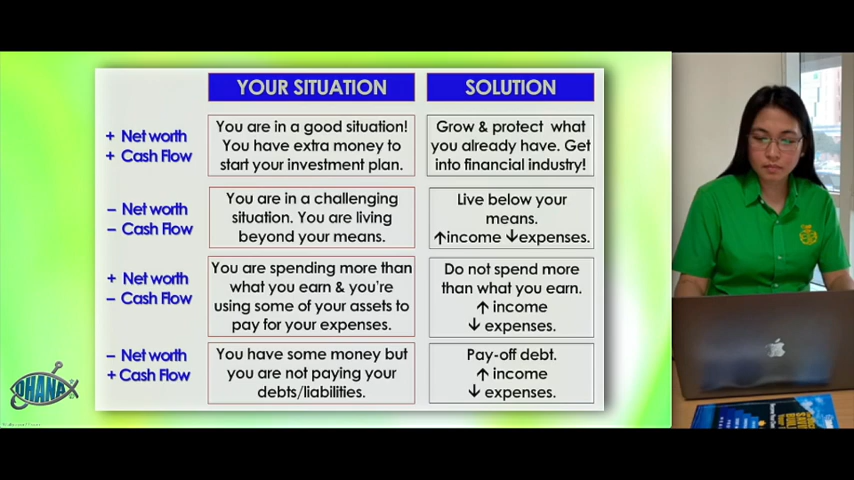 YOUR SITUATION
SOLUTION
+ Net worth
+ Cash Flow
You are in a good situation!
You have extra money to
start your investment plan.
Grow & protect what
you already have. Get
into financial industry!
– Net worth
– Cash Flow
You are in a challenging
situation. You are living
beyond your means.
Live below your
means.
↑income ↓expenses.
+ Net worth
– Cash Flow
You are spending more than
what you earn & you're
using some of your assets to
pay for your expenses.
Do not spend more
than what you earn.
↑ income
↓ expenses.
– Net worth
+ Cash Flow
You have some money but
you are not paying your
debts/liabilities.
Pay-off debt.
↑ income
↓ expenses.
OHANA